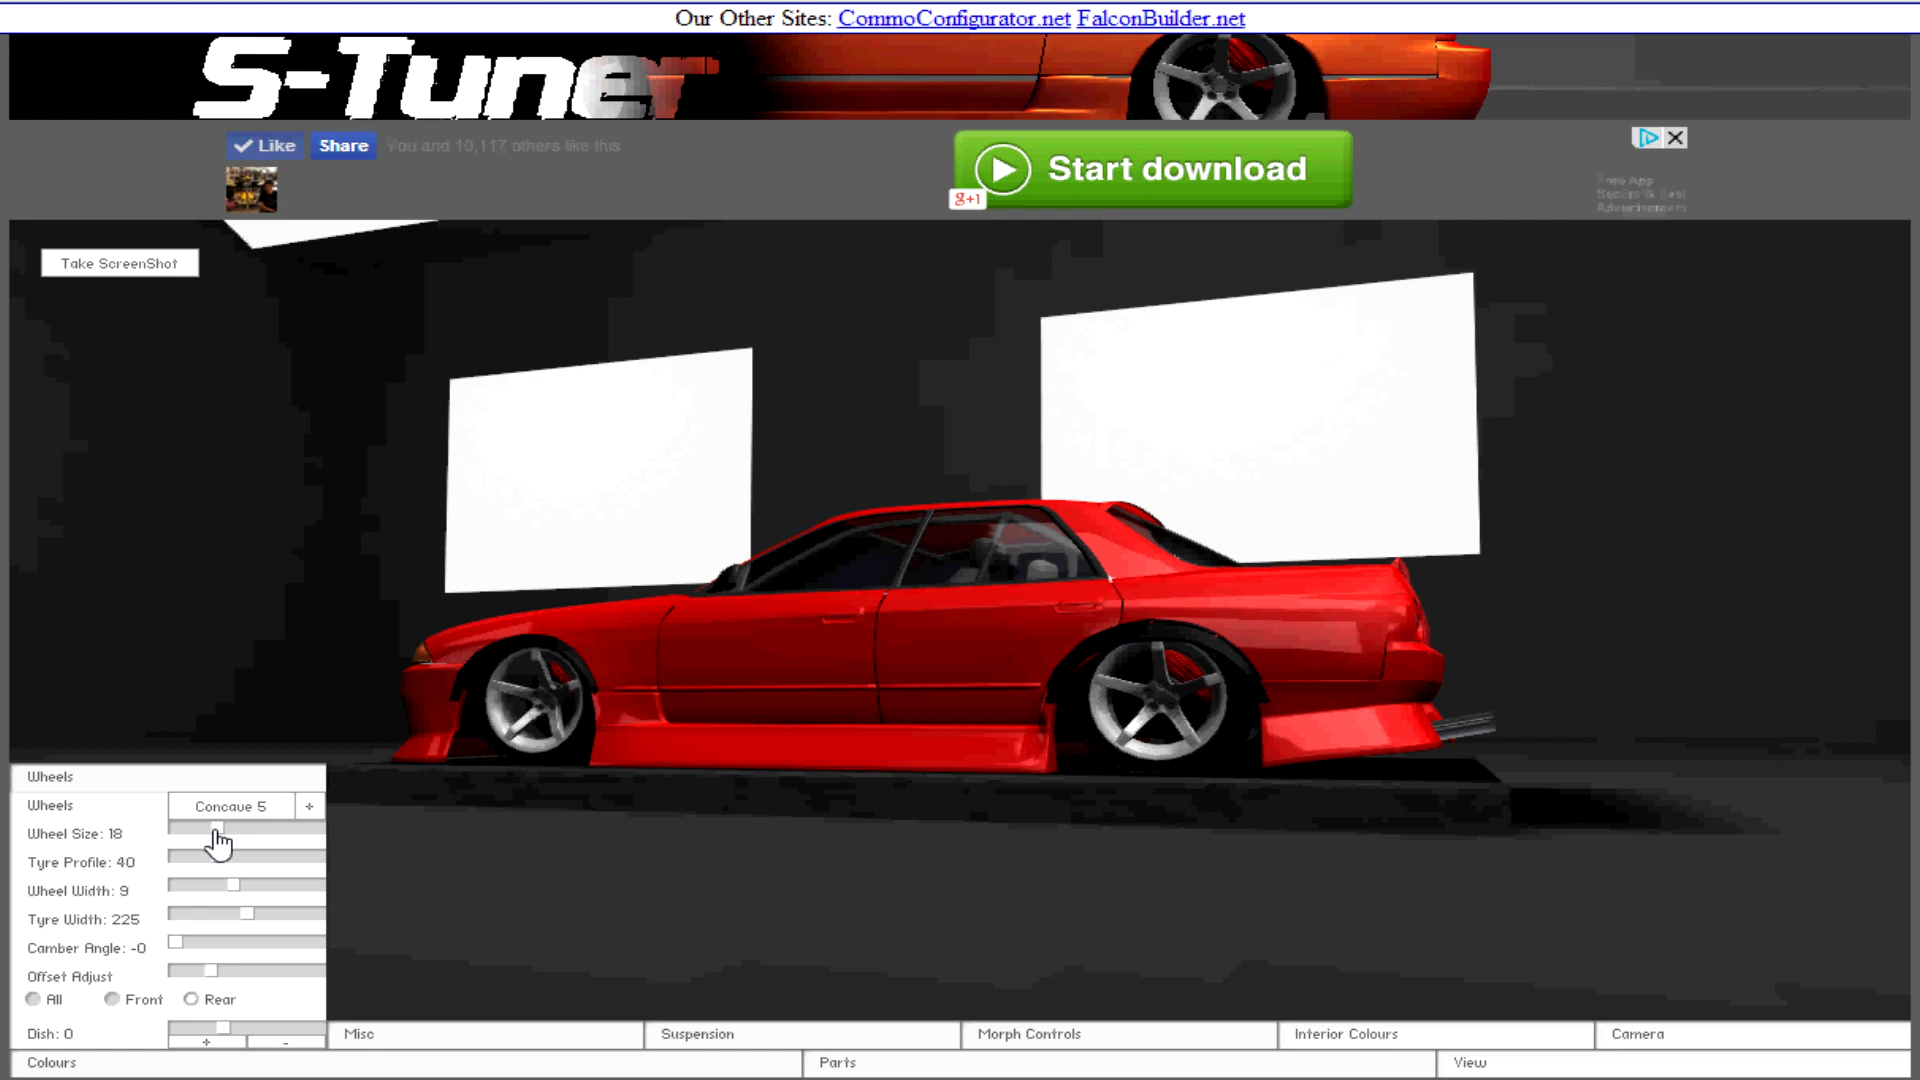 Our Other Sites: CommoConfigurator.net FalconBuilder.net
S-Tuner
Like Share You and 10,117 others like this
Start download
g+1
Take ScreenShot
Wheels
Wheels Concave 5 +
Wheel Size: 18
Tyre Profile: 40
Wheel Width: 9
Tyre Width: 225
Camber Angle: -0
Offset Adjust
All Front Rear
Dish: 0
+ -
Misc Suspension Morph Controls Interior Colours Camera
Colours Parts View